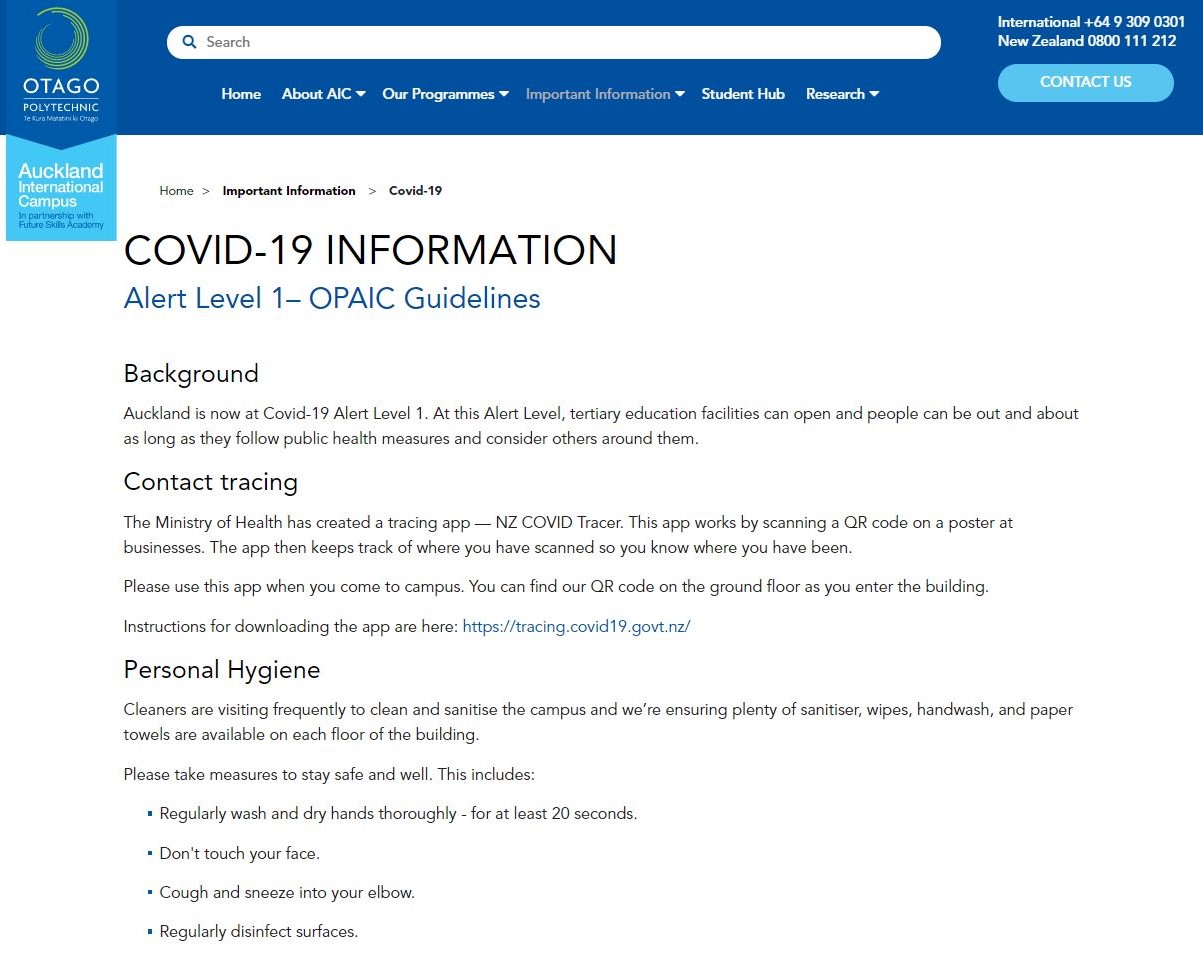 OTAGO
POLYTECHNIC
Te Kura Matatini ki Otago
Auckland
International
Campus
In partnership with
Future Skills Academy
Search
International +64 9 309 0301
New Zealand 0800 111 212
CONTACT US
Home About AIC Our Programmes Important Information Student Hub Research
Home > Important Information > Covid-19
COVID-19 INFORMATION
Alert Level 1– OPAIC Guidelines
Background
Auckland is now at Covid-19 Alert Level 1. At this Alert Level, tertiary education facilities can open and people can be out and about
as long as they follow public health measures and consider others around them.
Contact tracing
The Ministry of Health has created a tracing app — NZ COVID Tracer. This app works by scanning a QR code on a poster at
businesses. The app then keeps track of where you have scanned so you know where you have been.
Please use this app when you come to campus. You can find our QR code on the ground floor as you enter the building.
Instructions for downloading the app are here: https://tracing.covid19.govt.nz/
Personal Hygiene
Cleaners are visiting frequently to clean and sanitise the campus and we’re ensuring plenty of sanitiser, wipes, handwash, and paper
towels are available on each floor of the building.
Please take measures to stay safe and well. This includes:
▪ Regularly wash and dry hands thoroughly - for at least 20 seconds.
▪ Don't touch your face.
▪ Cough and sneeze into your elbow.
▪ Regularly disinfect surfaces.